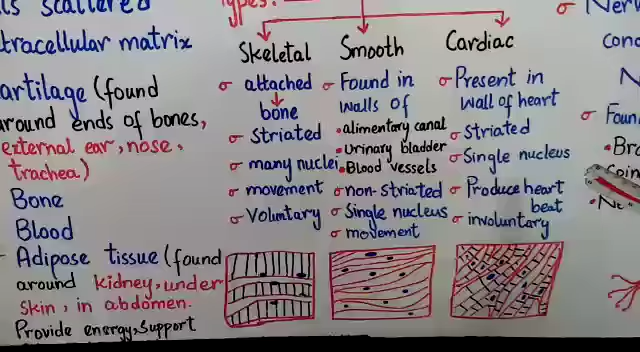 scattered
tracellular matrix
artilage (found
around ends of bones,
external ear, nose,
trachea)
Bone
Blood
Adipose tissue (found
around kidney, under
skin, in abdomen.
Provide energy, support
Types:
Skeletal
attached
bone
striated
many nuclei
movement
Voluntary
Smooth
Found in
walls of
alimentary canal
Urinary bladder
Blood vessels
non-striated
Single nucleus
movement
Cardiac
Present in
wall of heart
striated
Single nucleus
Produce heart
beat
involuntary
Nerv
cond
N
Foun
Bra